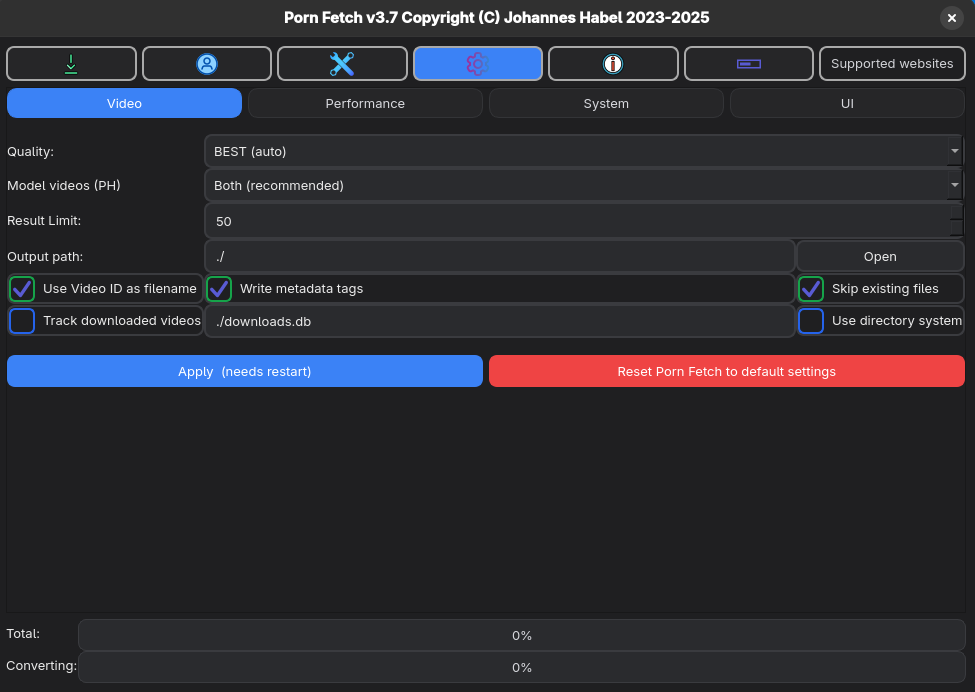 Porn Fetch v3.7 Copyright (C) Johannes Habel 2023-2025
Supported websites
Video Performance System UI
Quality: BEST (auto)
Model videos (PH) Both (recommended)
Result Limit: 50
Output path: ./ Open
Use Video ID as filename Write metadata tags Skip existing files
Track downloaded videos ./downloads.db Use directory system
Apply (needs restart) Reset Porn Fetch to default settings
Total: 0%
Converting: 0%